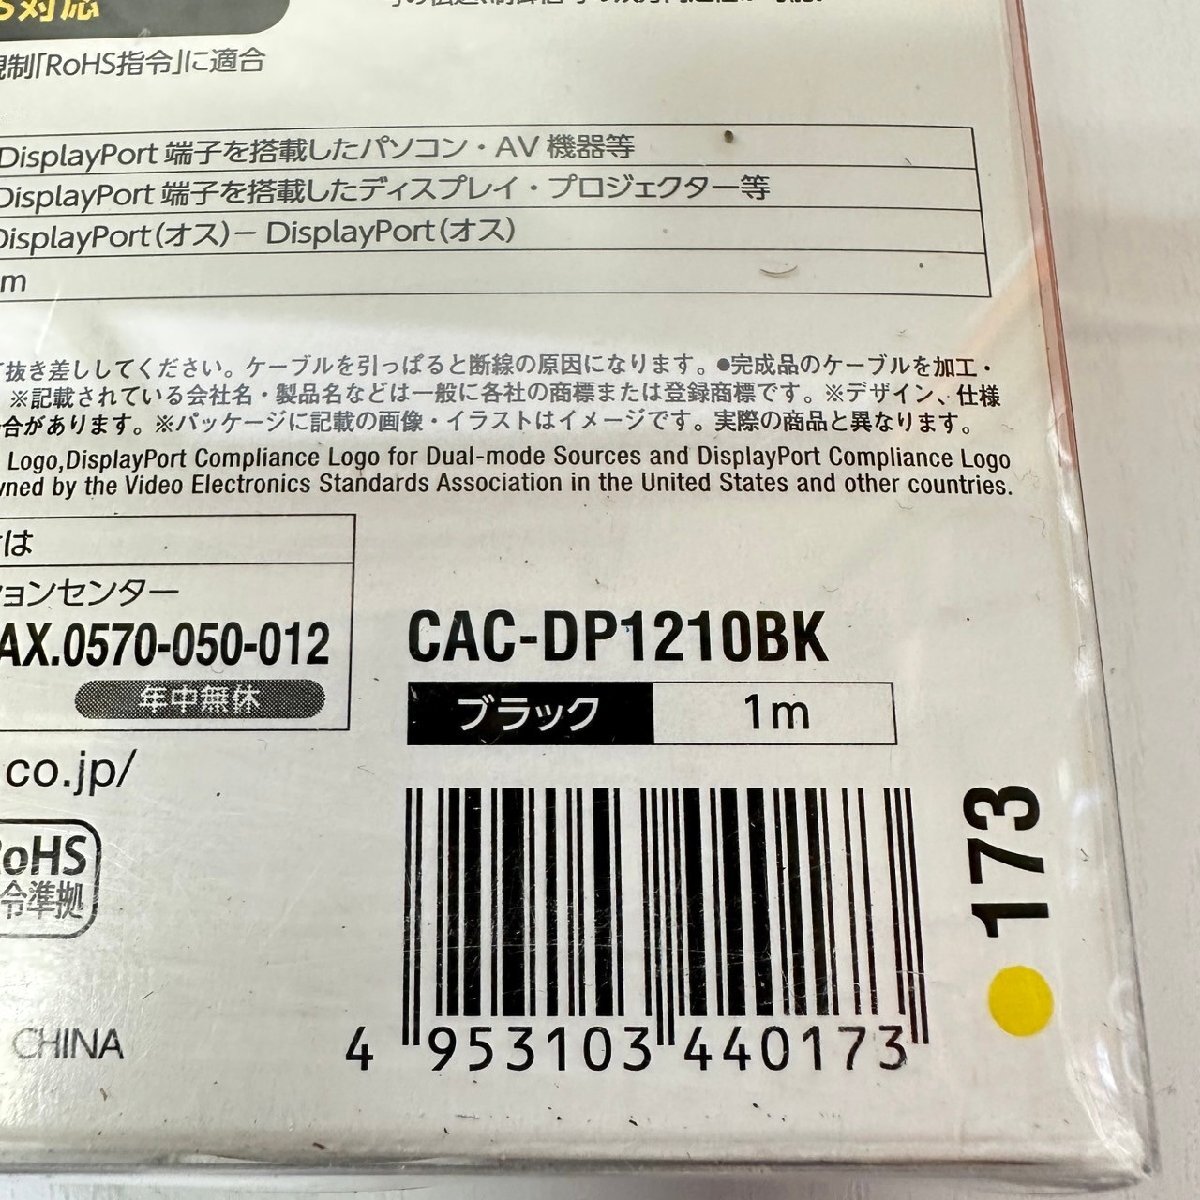 対応
規制「RoHS指令」に適合
DisplayPort 端子を搭載したパソコン・AV 機器等
DisplayPort 端子を搭載したディスプレイ・プロジェクター等
DisplayPort(オス)－ DisplayPort(オス)
m
抜き差ししてください。ケーブルを引っぱると断線の原因になります。●完成品のケーブルを加工・
※記載されている会社名・製品名などは一般に各社の商標または登録商標です。※デザイン、仕様
合があります。※パッケージに記載の画像・イラストはイメージです。実際の商品と異なります。
Logo,DisplayPort Compliance Logo for Dual-mode Sources and DisplayPort Compliance Logo
wned by the Video Electronics Standards Association in the United States and other countries.
は
ョンセンター
AX.0570-050-012
年中無休
.co.jp/
RoHS
令準拠
CHINA
CAC-DP1210BK
ブラック 1m
4 953103 440173
173